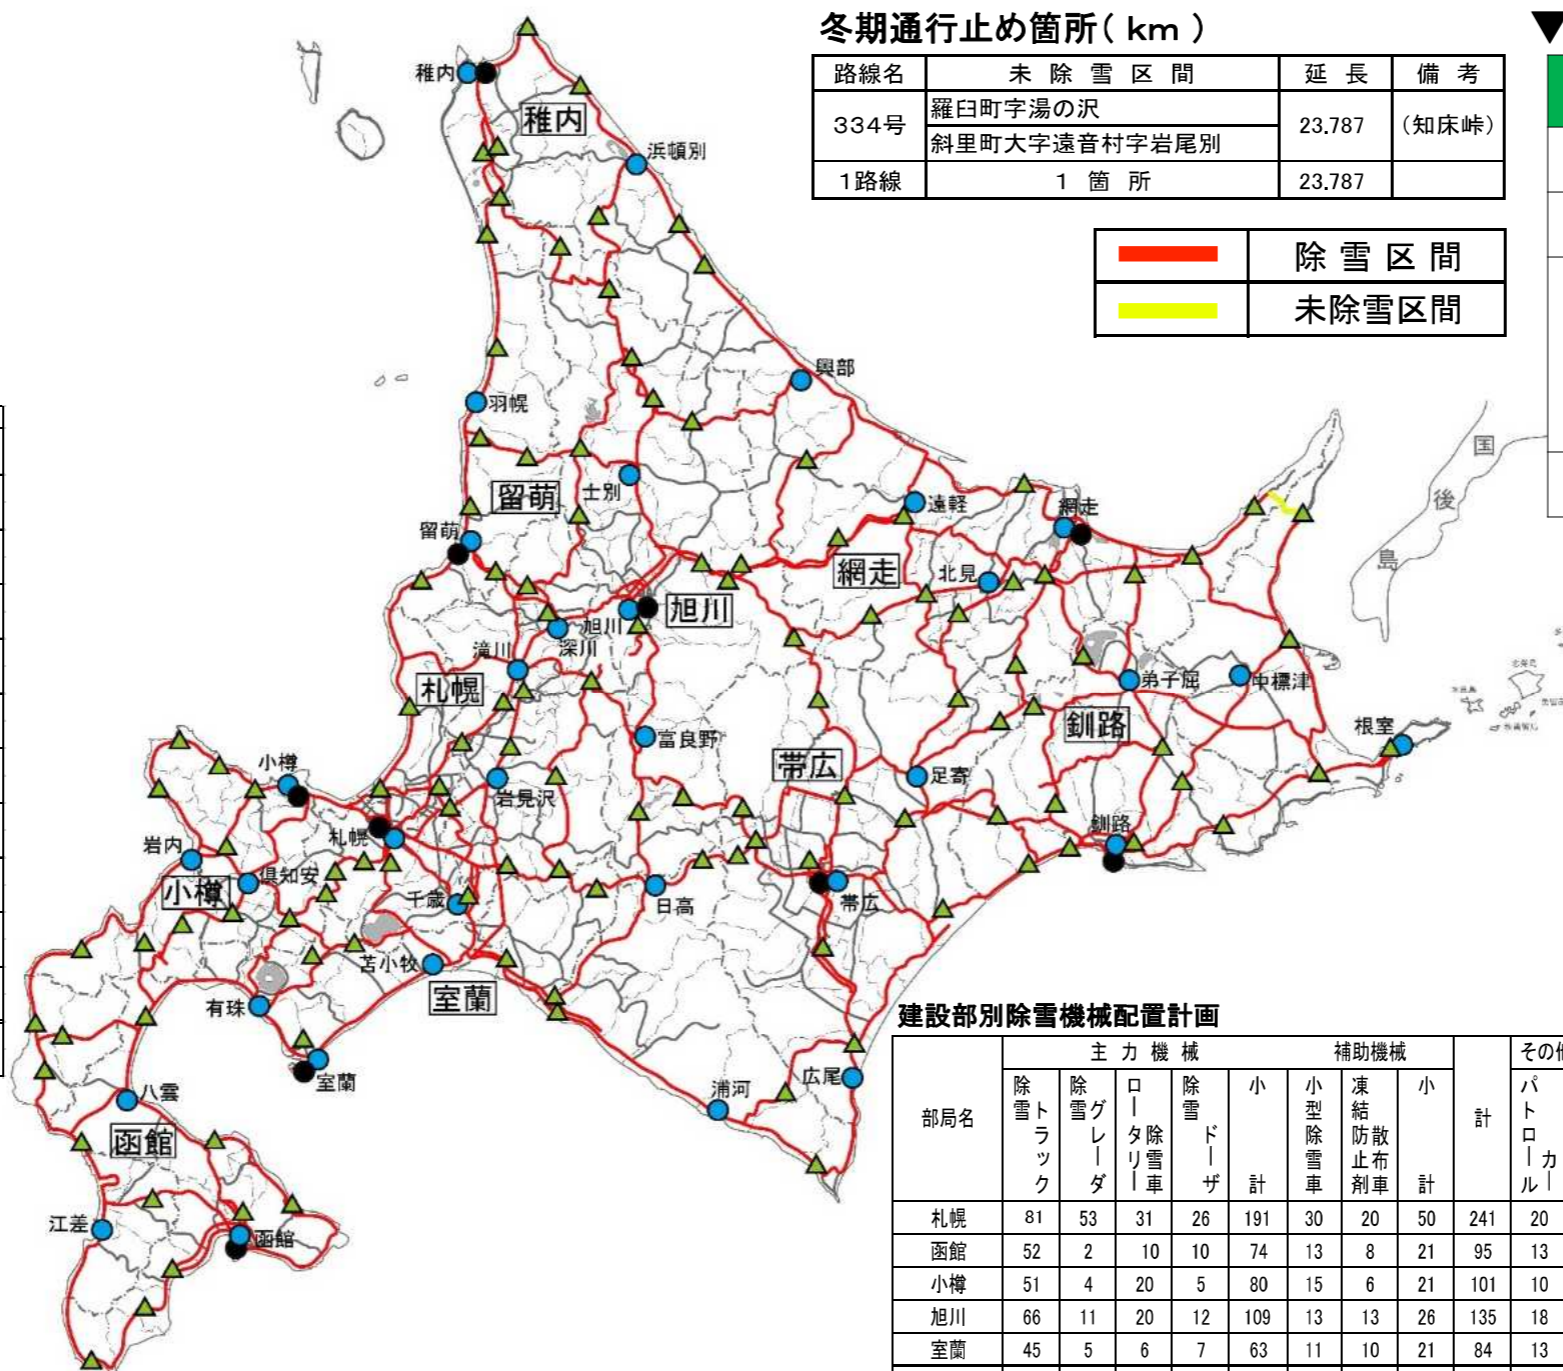 冬期通行止め箇所( km )
路線名 未除雪区間 延長 備考
334号 羅臼町字湯の沢 23.787 (知床峠)
斜里町大字遠音村字岩尾別
1路線 1箇所 23.787
除雪区間
未除雪区間
稚内
稚内
浜頓別
興部
羽幌
国
後
島
留萌
士別
留萌
遠軽
網走
網走
北見
旭川
旭川
深川
滝川
札幌
弟子屈
中標津
釧路
根室
富良野
帯広
足寄
小樽
岩見沢
札幌
釧路
岩内
倶知安
小樽
千歳
日高
帯広
苫小牧
室蘭
有珠
室蘭
広尾
浦河
八雲
函館
江差
函館
建設部別除雪機械配置計画
部局名 主力機械 補助機械 計 その他
除雪トラック 除雪グレーダ ロータリー除雪車 除雪ドーザ 小計 小型除雪車 凍結防止剤散布車 小計 パトロールカー
札幌 81 53 31 26 191 30 20 50 241 20
函館 52 2 10 10 74 13 8 21 95 13
小樽 51 4 20 5 80 15 6 21 101 10
旭川 66 11 20 12 109 13 13 26 135 18
室蘭 45 5 6 7 63 11 10 21 84 13